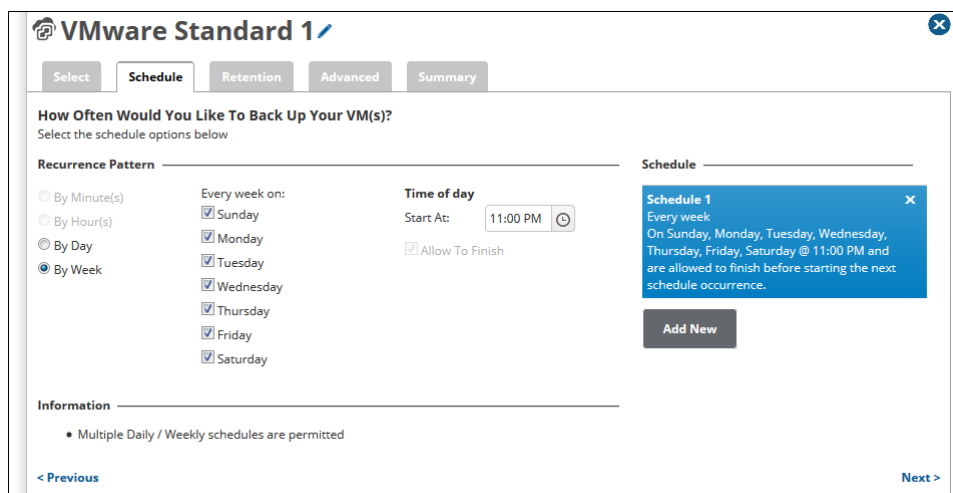 VMware Standard 1
Select
Schedule
Retention
Advanced
Summary
How Often Would You Like To Back Up Your VM(s)?
Select the schedule options below
Recurrence Pattern
By Minute(s)
By Hour(s)
By Day
By Week
Every week on:
Sunday
Monday
Tuesday
Wednesday
Thursday
Friday
Saturday
Time of day
Start At:
11:00 PM
Allow To Finish
Schedule
Schedule 1
Every week
On Sunday, Monday, Tuesday, Wednesday,
Thursday, Friday, Saturday @ 11:00 PM and
are allowed to finish before starting the next
schedule occurrence.
Add New
Information
• Multiple Daily / Weekly schedules are permitted
< Previous
Next >